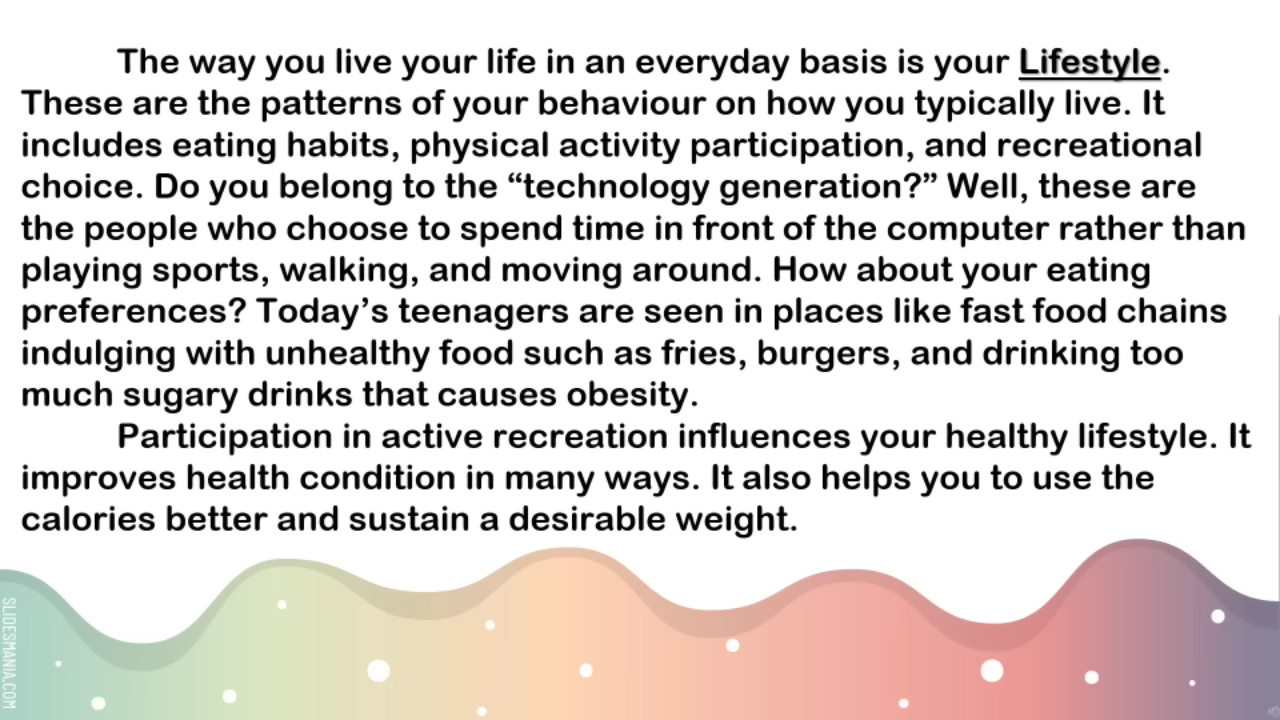 The way you live your life in an everyday basis is your Lifestyle.
These are the patterns of your behaviour on how you typically live. It
includes eating habits, physical activity participation, and recreational
choice. Do you belong to the “technology generation?” Well, these are
the people who choose to spend time in front of the computer rather than
playing sports, walking, and moving around. How about your eating
preferences? Today’s teenagers are seen in places like fast food chains
indulging with unhealthy food such as fries, burgers, and drinking too
much sugary drinks that causes obesity.
Participation in active recreation influences your healthy lifestyle. It
improves health condition in many ways. It also helps you to use the
calories better and sustain a desirable weight.
SLIDESMANIA.COM